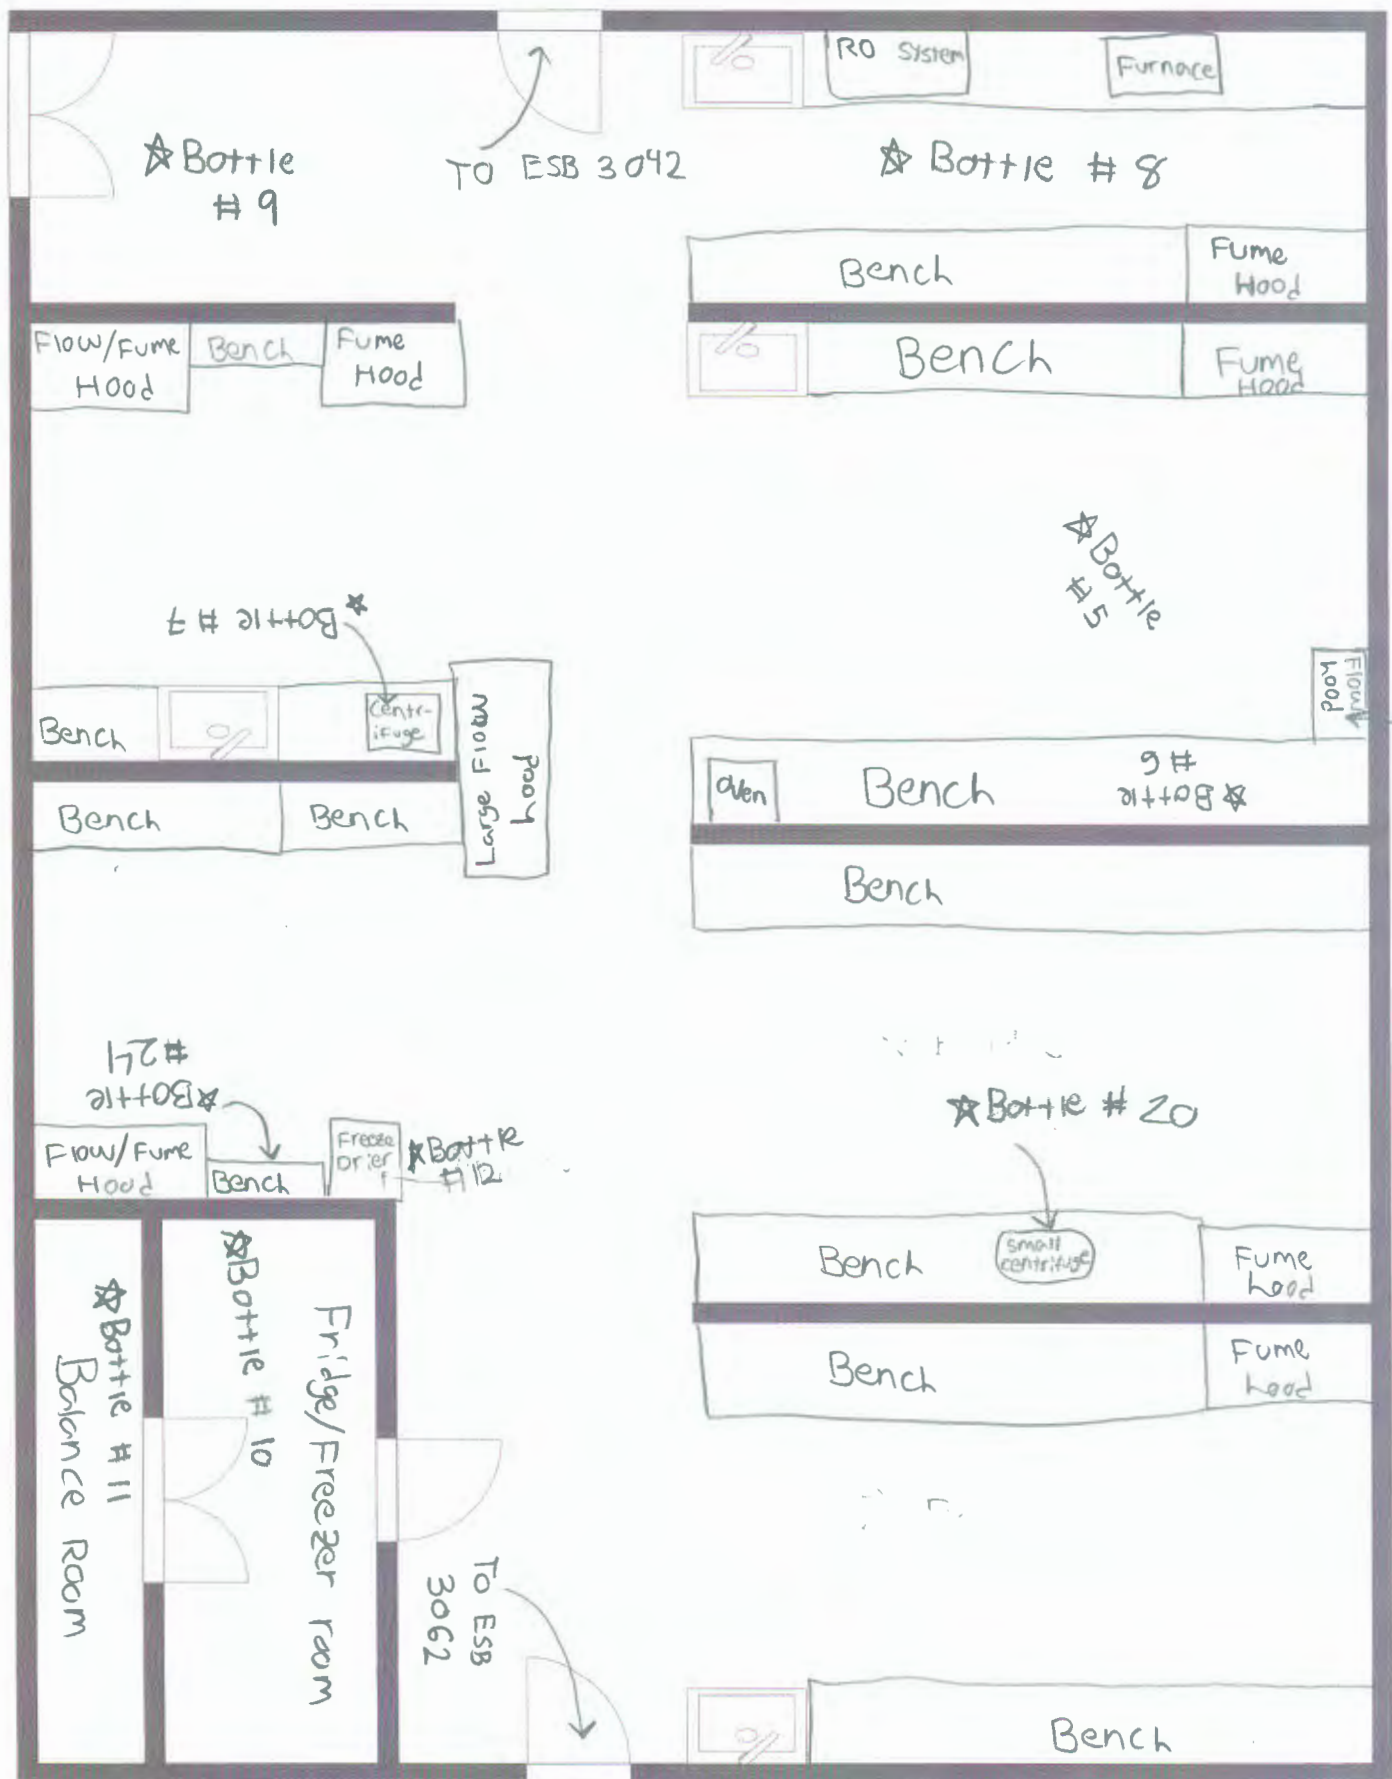 RO System
Furnace
☆ Bottle
# 9
TO ESB 3042
☆ Bottle # 8
Bench
Fume
Hood
Flow/Fume
Hood
Bench
Fume
Hood
Bench
Fume
Hood
☆ Bottle
# 5
☆ Bottle # 7
Flow
hood
Bench
Centr-
ifuge
Large Flow
hood
Oven
Bench
☆ Bottle
# 6
Bench
Bench
Bench
☆ Bottle
#24
☆ Bottle # 20
Flow/Fume
Hood
Bench
Freeze
Drier
☆ Bottle
# 12
Bench
small
centrifuge
Fume
hood
☆ Bottle # 11
Balance Room
☆ Bottle # 10
Fridge/Freezer room
Bench
Fume
hood
To ESB
3062
Bench